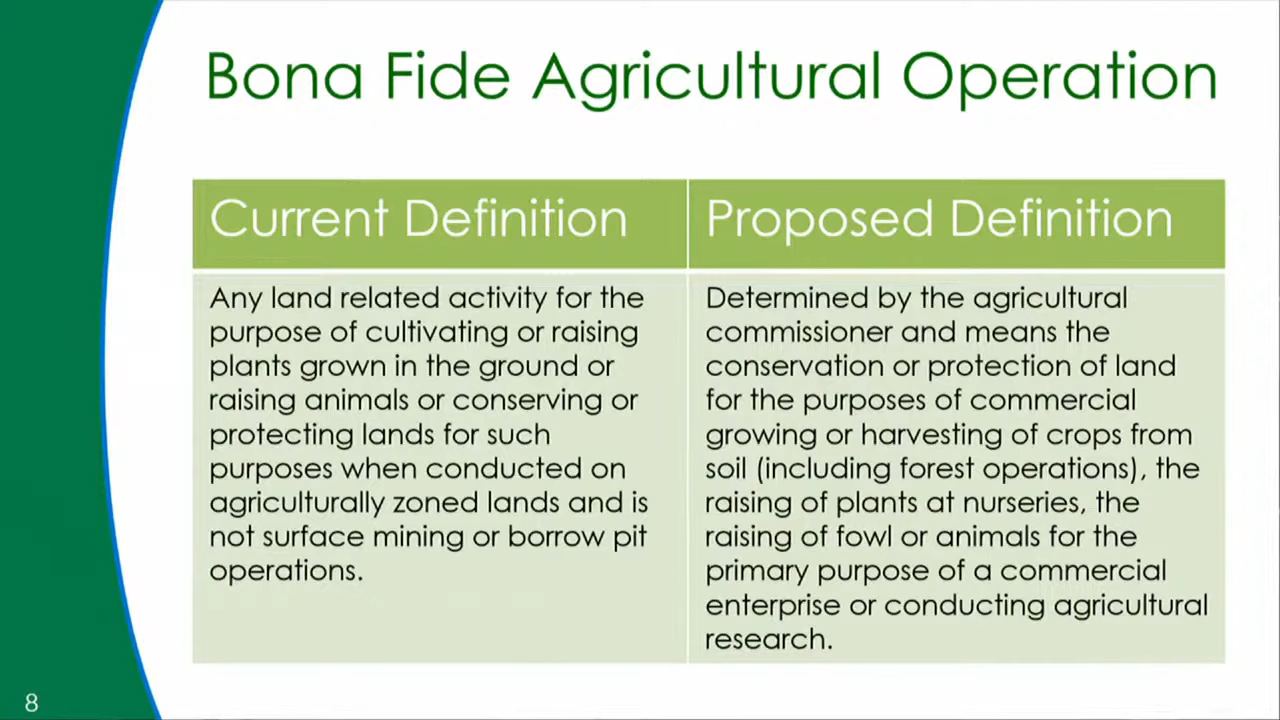 Bona Fide Agricultural Operation
Current Definition
Any land related activity for the
purpose of cultivating or raising
plants grown in the ground or
raising animals or conserving or
protecting lands for such
purposes when conducted on
agriculturally zoned lands and is
not surface mining or borrow pit
operations.
Proposed Definition
Determined by the agricultural
commissioner and means the
conservation or protection of land
for the purposes of commercial
growing or harvesting of crops from
soil (including forest operations), the
raising of plants at nurseries, the
raising of fowl or animals for the
primary purpose of a commercial
enterprise or conducting agricultural
research.
8